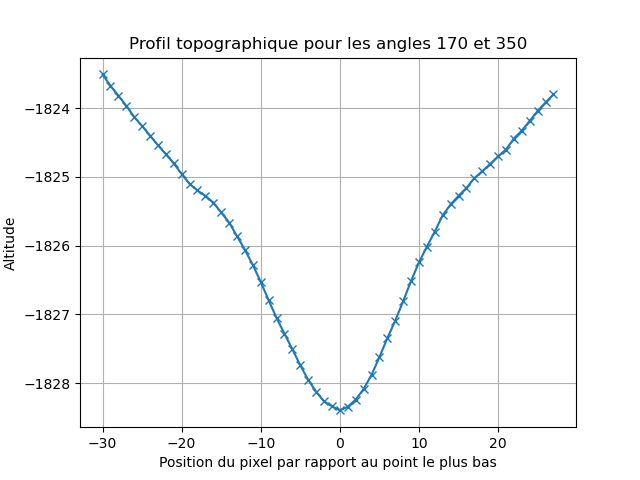 Profil topographique pour les angles 170 et 350
Altitude
−1824
−1825
−1826
−1827
−1828
−30 −20 −10 0 10 20
Position du pixel par rapport au point le plus bas